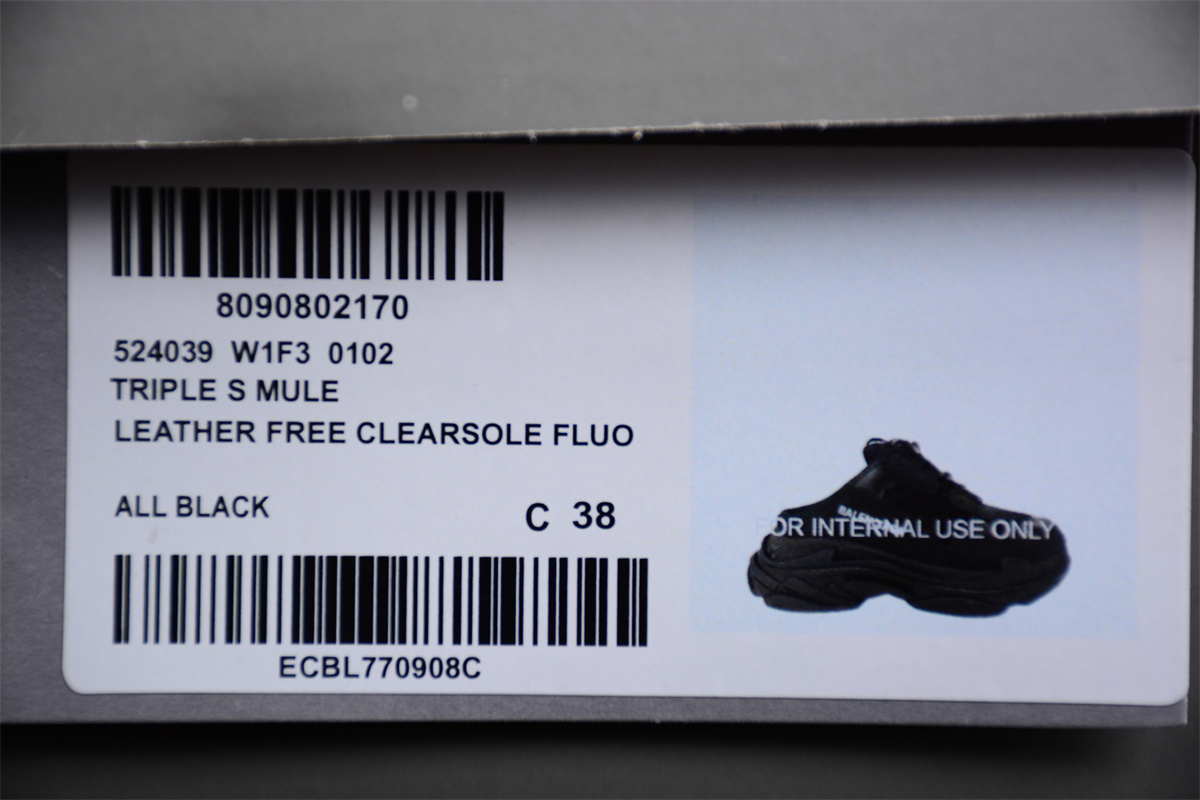 8090802170
524039 W1F3 0102
TRIPLE S MULE
LEATHER FREE CLEARSOLE FLUO
ALL BLACK
C 38
ECBL770908C
FOR INTERNAL USE ONLY